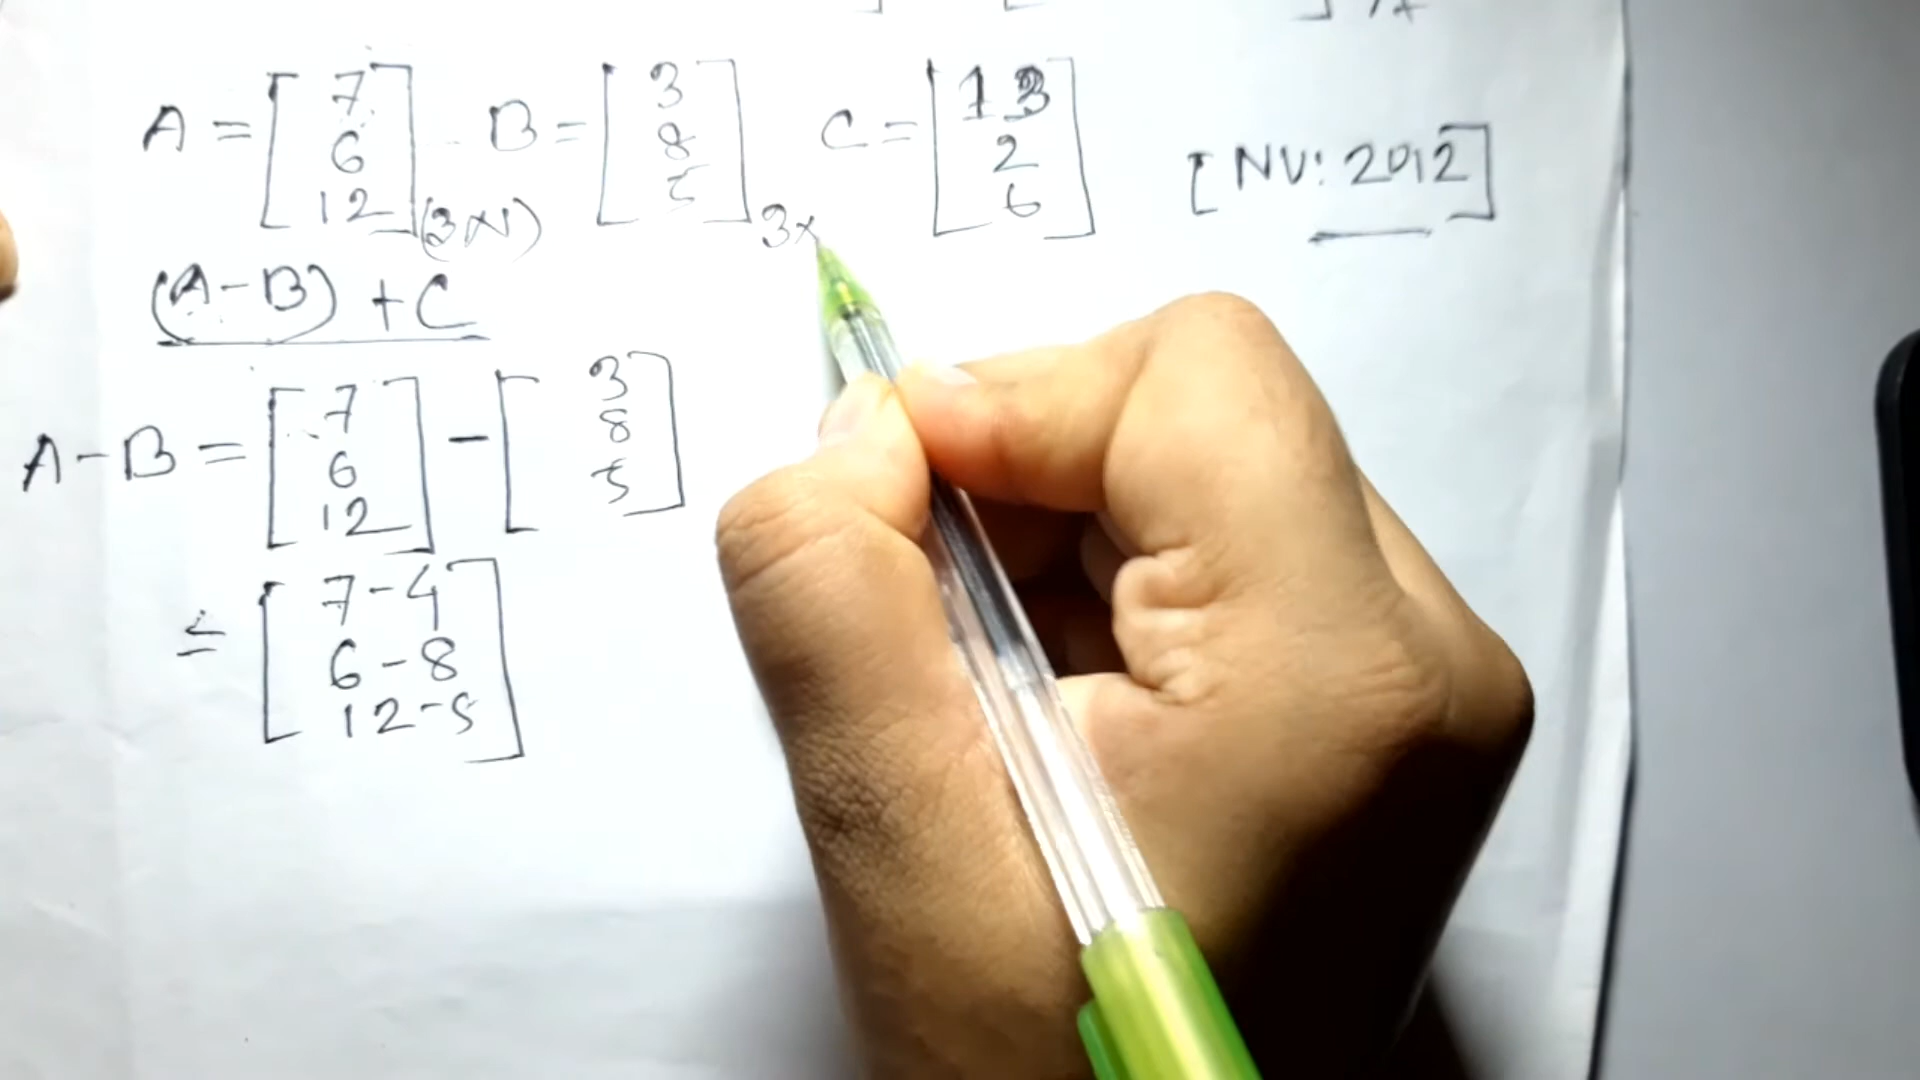 A = [ 7 6 12 ] (3×1) B = [ 3 8 5 ] 3× C = [ 13 2 6 ] [NU: 2012]
(A-B) + C
A-B = [ 7 6 12 ] - [ 3 8 5 ]
= [ 7-4 6-8 12-5 ]